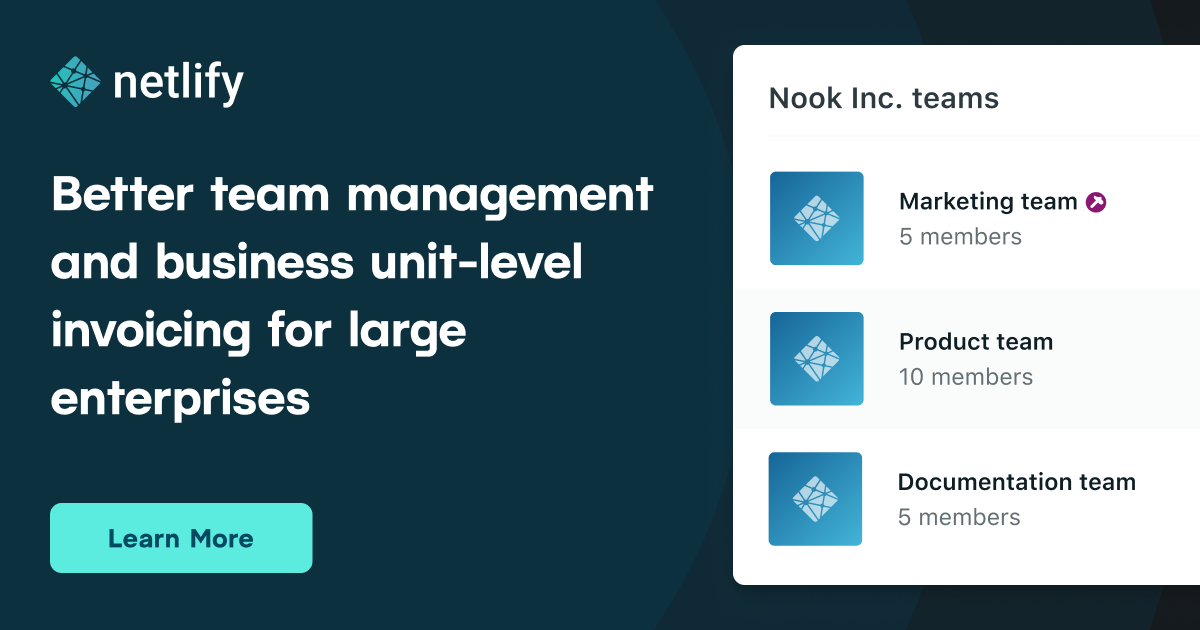 netlify
Better team management
and business unit-level
invoicing for large
enterprises
Learn More
Nook Inc. teams
Marketing team
5 members
Product team
10 members
Documentation team
5 members